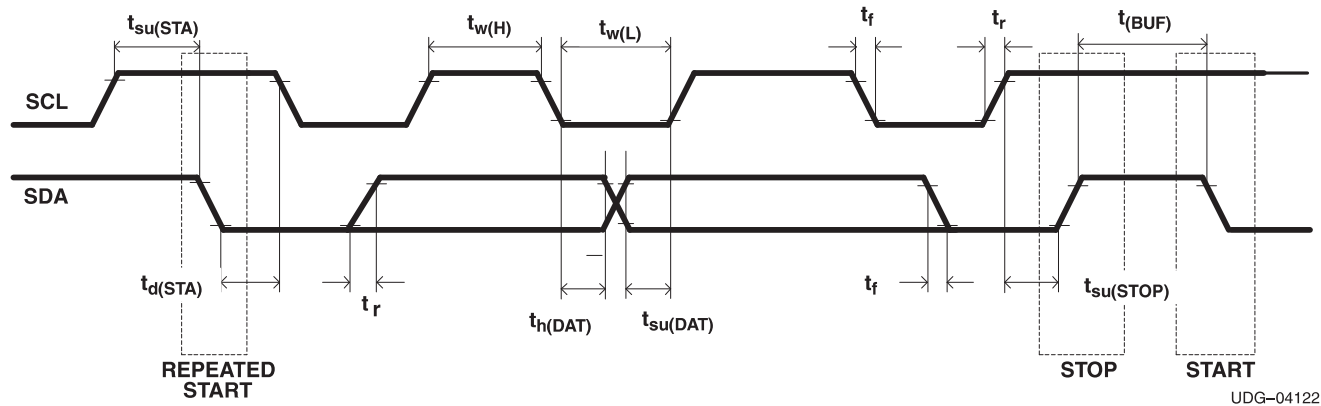 tsu(STA)
tw(H)
tw(L)
tf
tr
t(BUF)
SCL
SDA
td(STA)
tr
th(DAT)
tsu(DAT)
tf
tsu(STOP)
REPEATED
START
STOP
START
UDG–04122